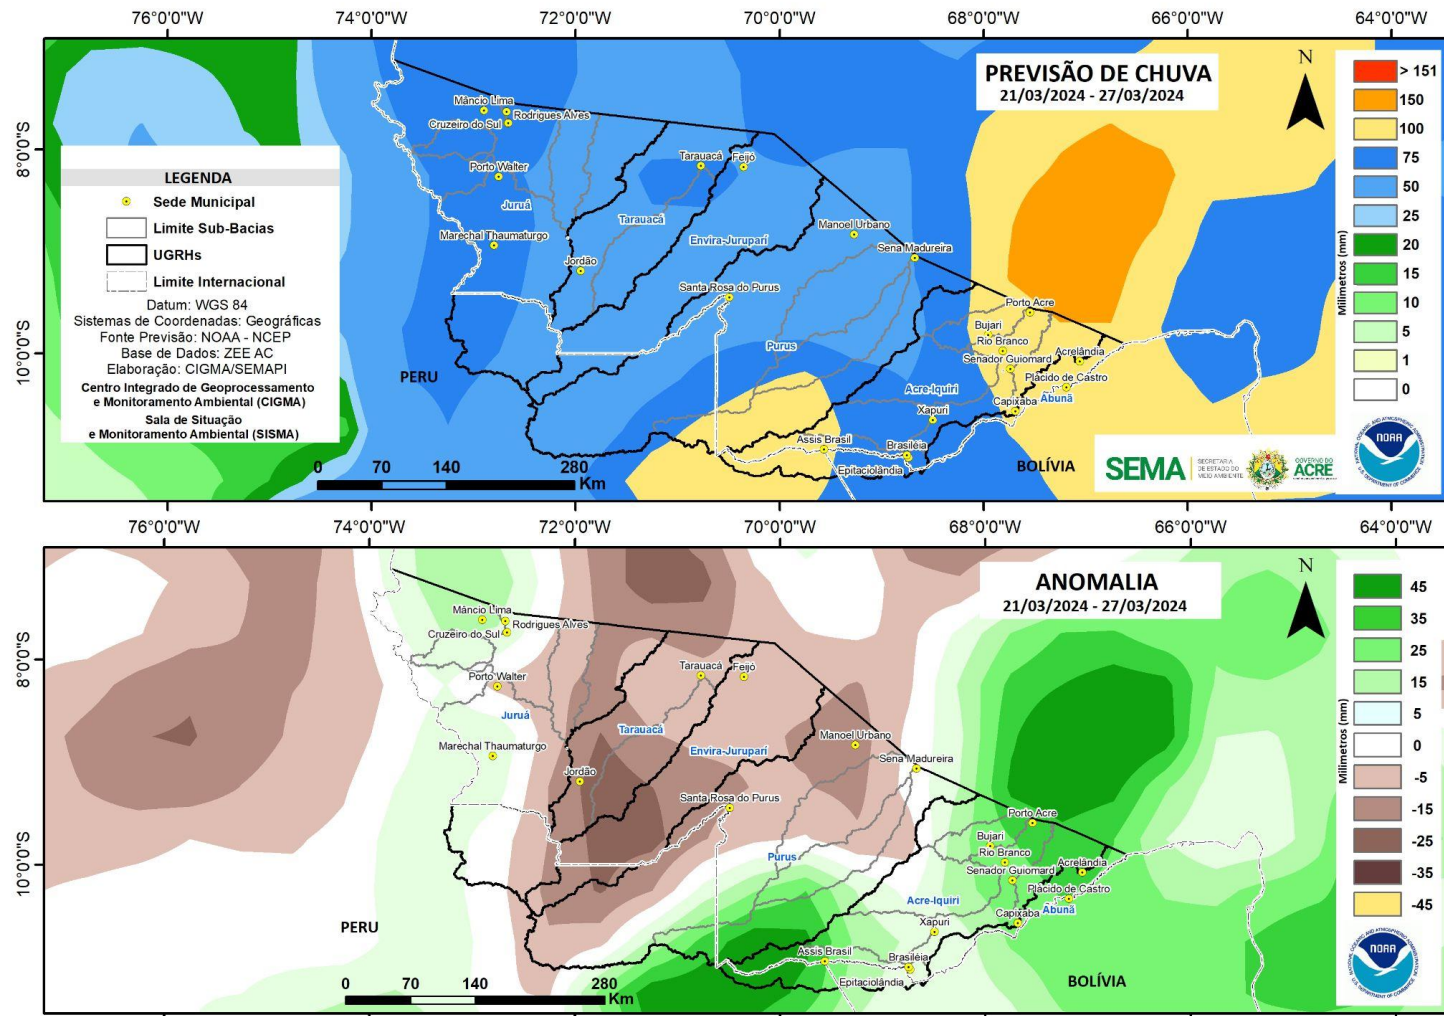 76°0'0"W 74°0'0"W 72°0'0"W 70°0'0"W 68°0'0"W 66°0'0"W 64°0'0"W
8°0'0"S
10°0'0"S
PREVISÃO DE CHUVA
21/03/2024 - 27/03/2024
N
Milimetros (mm)
> 151
150
100
75
50
25
20
15
10
5
1
0
LEGENDA
Sede Municipal
Limite Sub-Bacias
UGRHs
Limite Internacional
Datum: WGS 84
Sistemas de Coordenadas: Geográficas
Fonte Previsão: NOAA - NCEP
Base de Dados: ZEE AC
Elaboração: CIGMA/SEMAPI
Centro Integrado de Geoprocessamento
e Monitoramento Ambiental (CIGMA)
Sala de Situação
e Monitoramento Ambiental (SISMA)
Mâncio Lima
Rodrigues Alves
Cruzeiro do Sul
Porto Walter
Juruá
Marechal Thaumaturgo
Jordão
Tarauacá
Feijó
Tarauacá
Envira-Jurupari
Manoel Urbano
Sena Madureira
Santa Rosa do Purus
Purus
Porto Acre
Bujari
Rio Branco
Senador Guiomard
Acrelândia
Plácido de Castro
Abunã
Acre-Iquiri
Capixaba
Xapuri
Assis Brasil
Brasiléia
Epitaciolândia
PERU
BOLÍVIA
0 70 140 280
Km
SEMA
SECRETARIA
DE ESTADO DO
MEIO AMBIENTE
GOVERNO DO
ACRE
NOAA
76°0'0"W 74°0'0"W 72°0'0"W 70°0'0"W 68°0'0"W 66°0'0"W 64°0'0"W
8°0'0"S
10°0'0"S
ANOMALIA
21/03/2024 - 27/03/2024
N
Milimetros (mm)
45
35
25
15
5
0
-5
-15
-25
-35
-45
Mâncio Lima
Rodrigues Alves
Cruzeiro do Sul
Porto Walter
Juruá
Marechal Thaumaturgo
Jordão
Tarauacá
Feijó
Tarauacá
Envira-Jurupari
Manoel Urbano
Sena Madureira
Santa Rosa do Purus
Purus
Porto Acre
Bujari
Rio Branco
Senador Guiomard
Acrelândia
Plácido de Castro
Abunã
Acre-Iquiri
Capixaba
Xapuri
Assis Brasil
Brasiléia
Epitaciolândia
PERU
BOLÍVIA
0 70 140 280
Km
NOAA